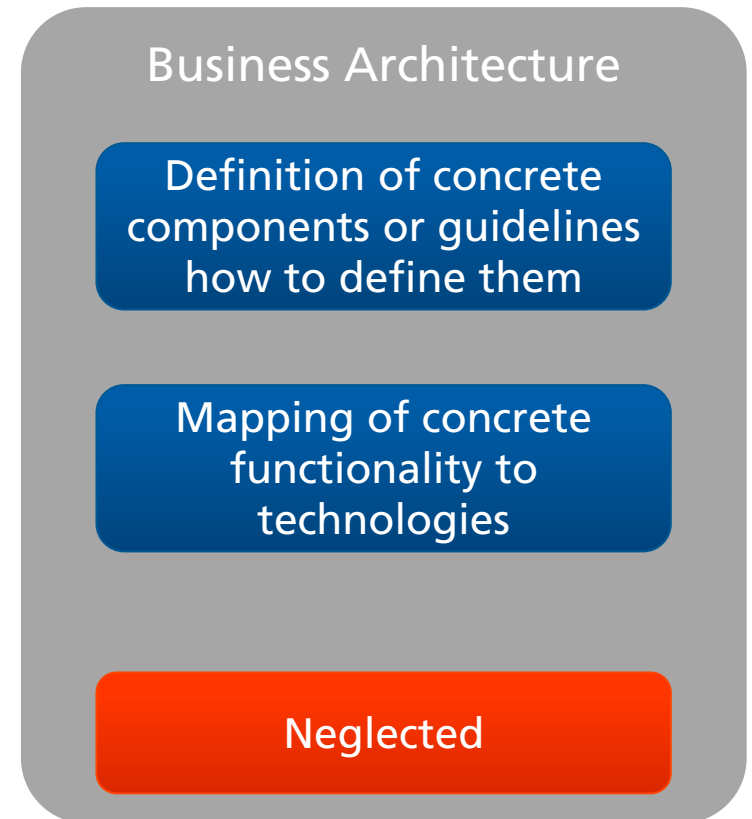 Business Architecture
Definition of concrete
components or guidelines
how to define them
Mapping of concrete
functionality to
technologies
Neglected